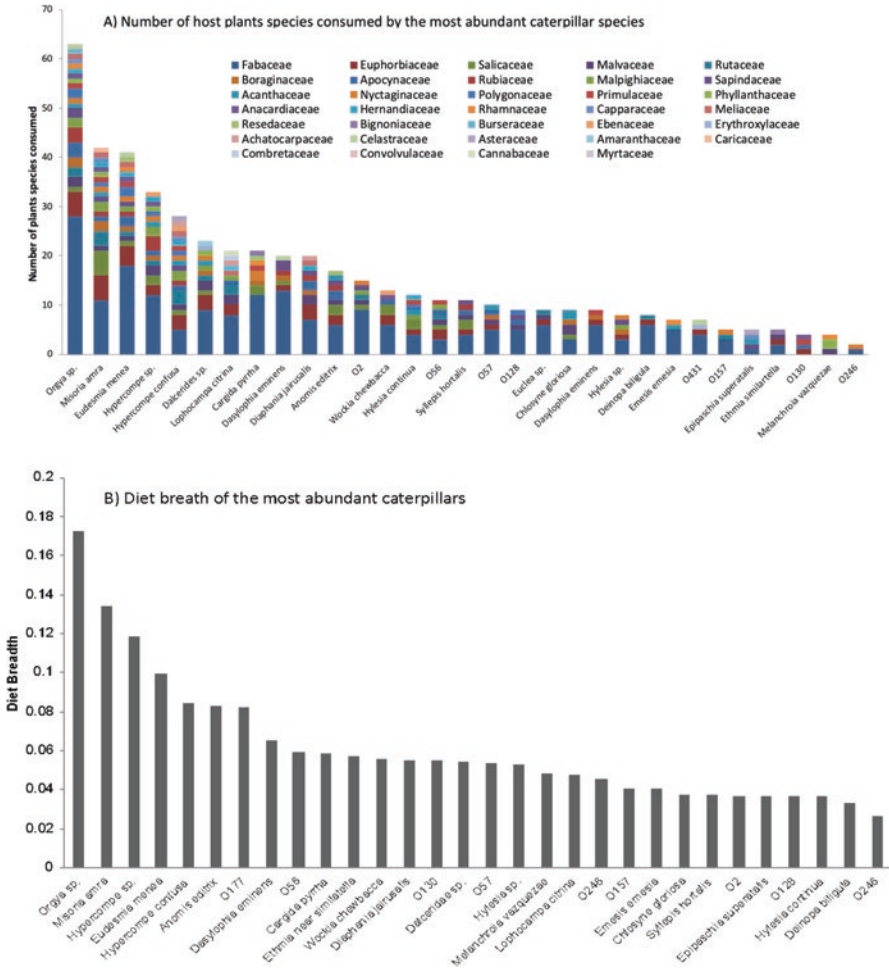 A) Number of host plants species consumed by the most abundant caterpillar species
70
60
50
40
30
20
10
0
Number of plants species consumed
Fabaceae Euphorbiaceae Salicaceae Malvaceae Rutaceae
Boraginaceae Apocynaceae Rubiaceae Malpighiaceae Sapindaceae
Acanthaceae Nyctaginaceae Polygonaceae Primulaceae Phyllanthaceae
Anacardiaceae Hernandiaceae Rhamnaceae Capparaceae Meliaceae
Resedaceae Bignoniaceae Burseraceae Ebenaceae Erythroxylaceae
Achatocarpaceae Celastraceae Asteraceae Amaranthaceae Caricaceae
Combretaceae Convolvulaceae Cannabaceae Myrtaceae
Orgya sp.
Misoria amra
Eudesmia menea
Hypercompe sp.
Hypercompe confusa
Dalcerides sp.
Lophocampa citrina
Cargida pyrrha
Dasylophia eminens
Diaphania jairusalis
Anomis editrix
O2
Wockia chewbacca
Hylesia continua
O56
Syllepis hortalis
O57
O128
Euclea sp.
Chlosyne gloriosa
Dasylophia eminens
Hylesia sp.
Deinopa biligula
Emesis emesia
O431
O157
Epipaschia superatalis
Ethmia similartella
O130
Melanchroia vazquezae
O246
B) Diet breath of the most abundant caterpillars
0.2
0.18
0.16
0.14
0.12
0.1
0.08
0.06
0.04
0.02
0
Diet Breadth
Orgya sp.
Misoria amra
Hypercompe sp.
Eudesmia menea
Hypercompe confusa
Anomis editrix
O177
Dasylophia eminens
O56
Cargida pyrrha
Ethmia near similatella
Wockia chewbacca
Diaphania jairusalis
O130
Dalceridae sp.
O57
Hylesia sp.
Melanchroia vazquezae
Lophocampa citrina
O246
O157
Emesis emesia
Chlosyne gloriosa
Syllepis hortalis
O2
Epipaschia superatalis
O128
Hylesia continua
Deinopa biligula
O246